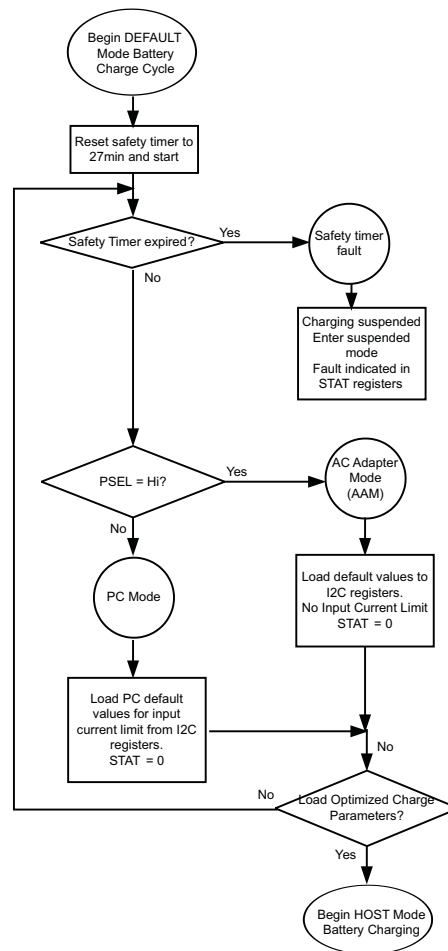 Begin DEFAULT
Mode Battery
Charge Cycle
Reset safety timer to
27min and start
Safety Timer expired?
Yes
Safety timer
fault
No
Charging suspended
Enter suspended
mode
Fault indicated in
STAT registers
PSEL = Hi?
Yes
AC Adapter
Mode
(AAM)
No
PC Mode
Load default values to
I2C registers.
No Input Current Limit
STAT = 0
Load PC default
values for input
current limit from I2C
registers.
STAT = 0
No
No
Load Optimized Charge
Parameters?
Yes
Begin HOST Mode
Battery Charging